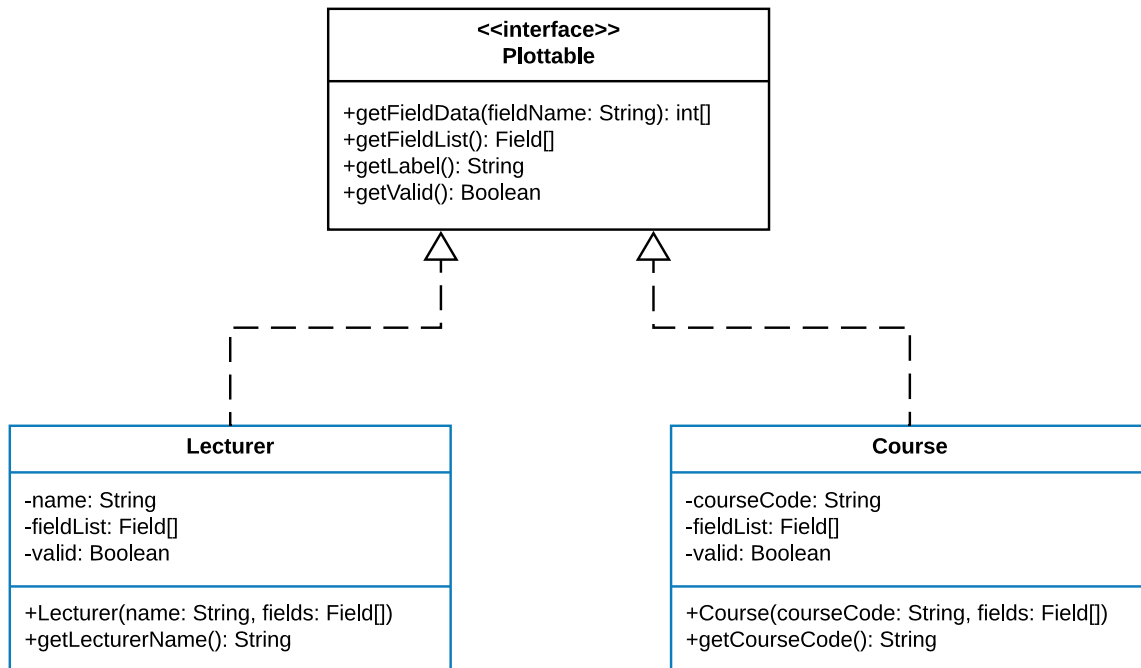 <<interface>>
Plottable
+getFieldData(fieldName: String): int[]
+getFieldList(): Field[]
+getLabel(): String
+getValid(): Boolean
Lecturer
-name: String
-fieldList: Field[]
-valid: Boolean
+Lecturer(name: String, fields: Field[])
+getLecturerName(): String
Course
-courseCode: String
-fieldList: Field[]
-valid: Boolean
+Course(courseCode: String, fields: Field[])
+getCourseCode(): String